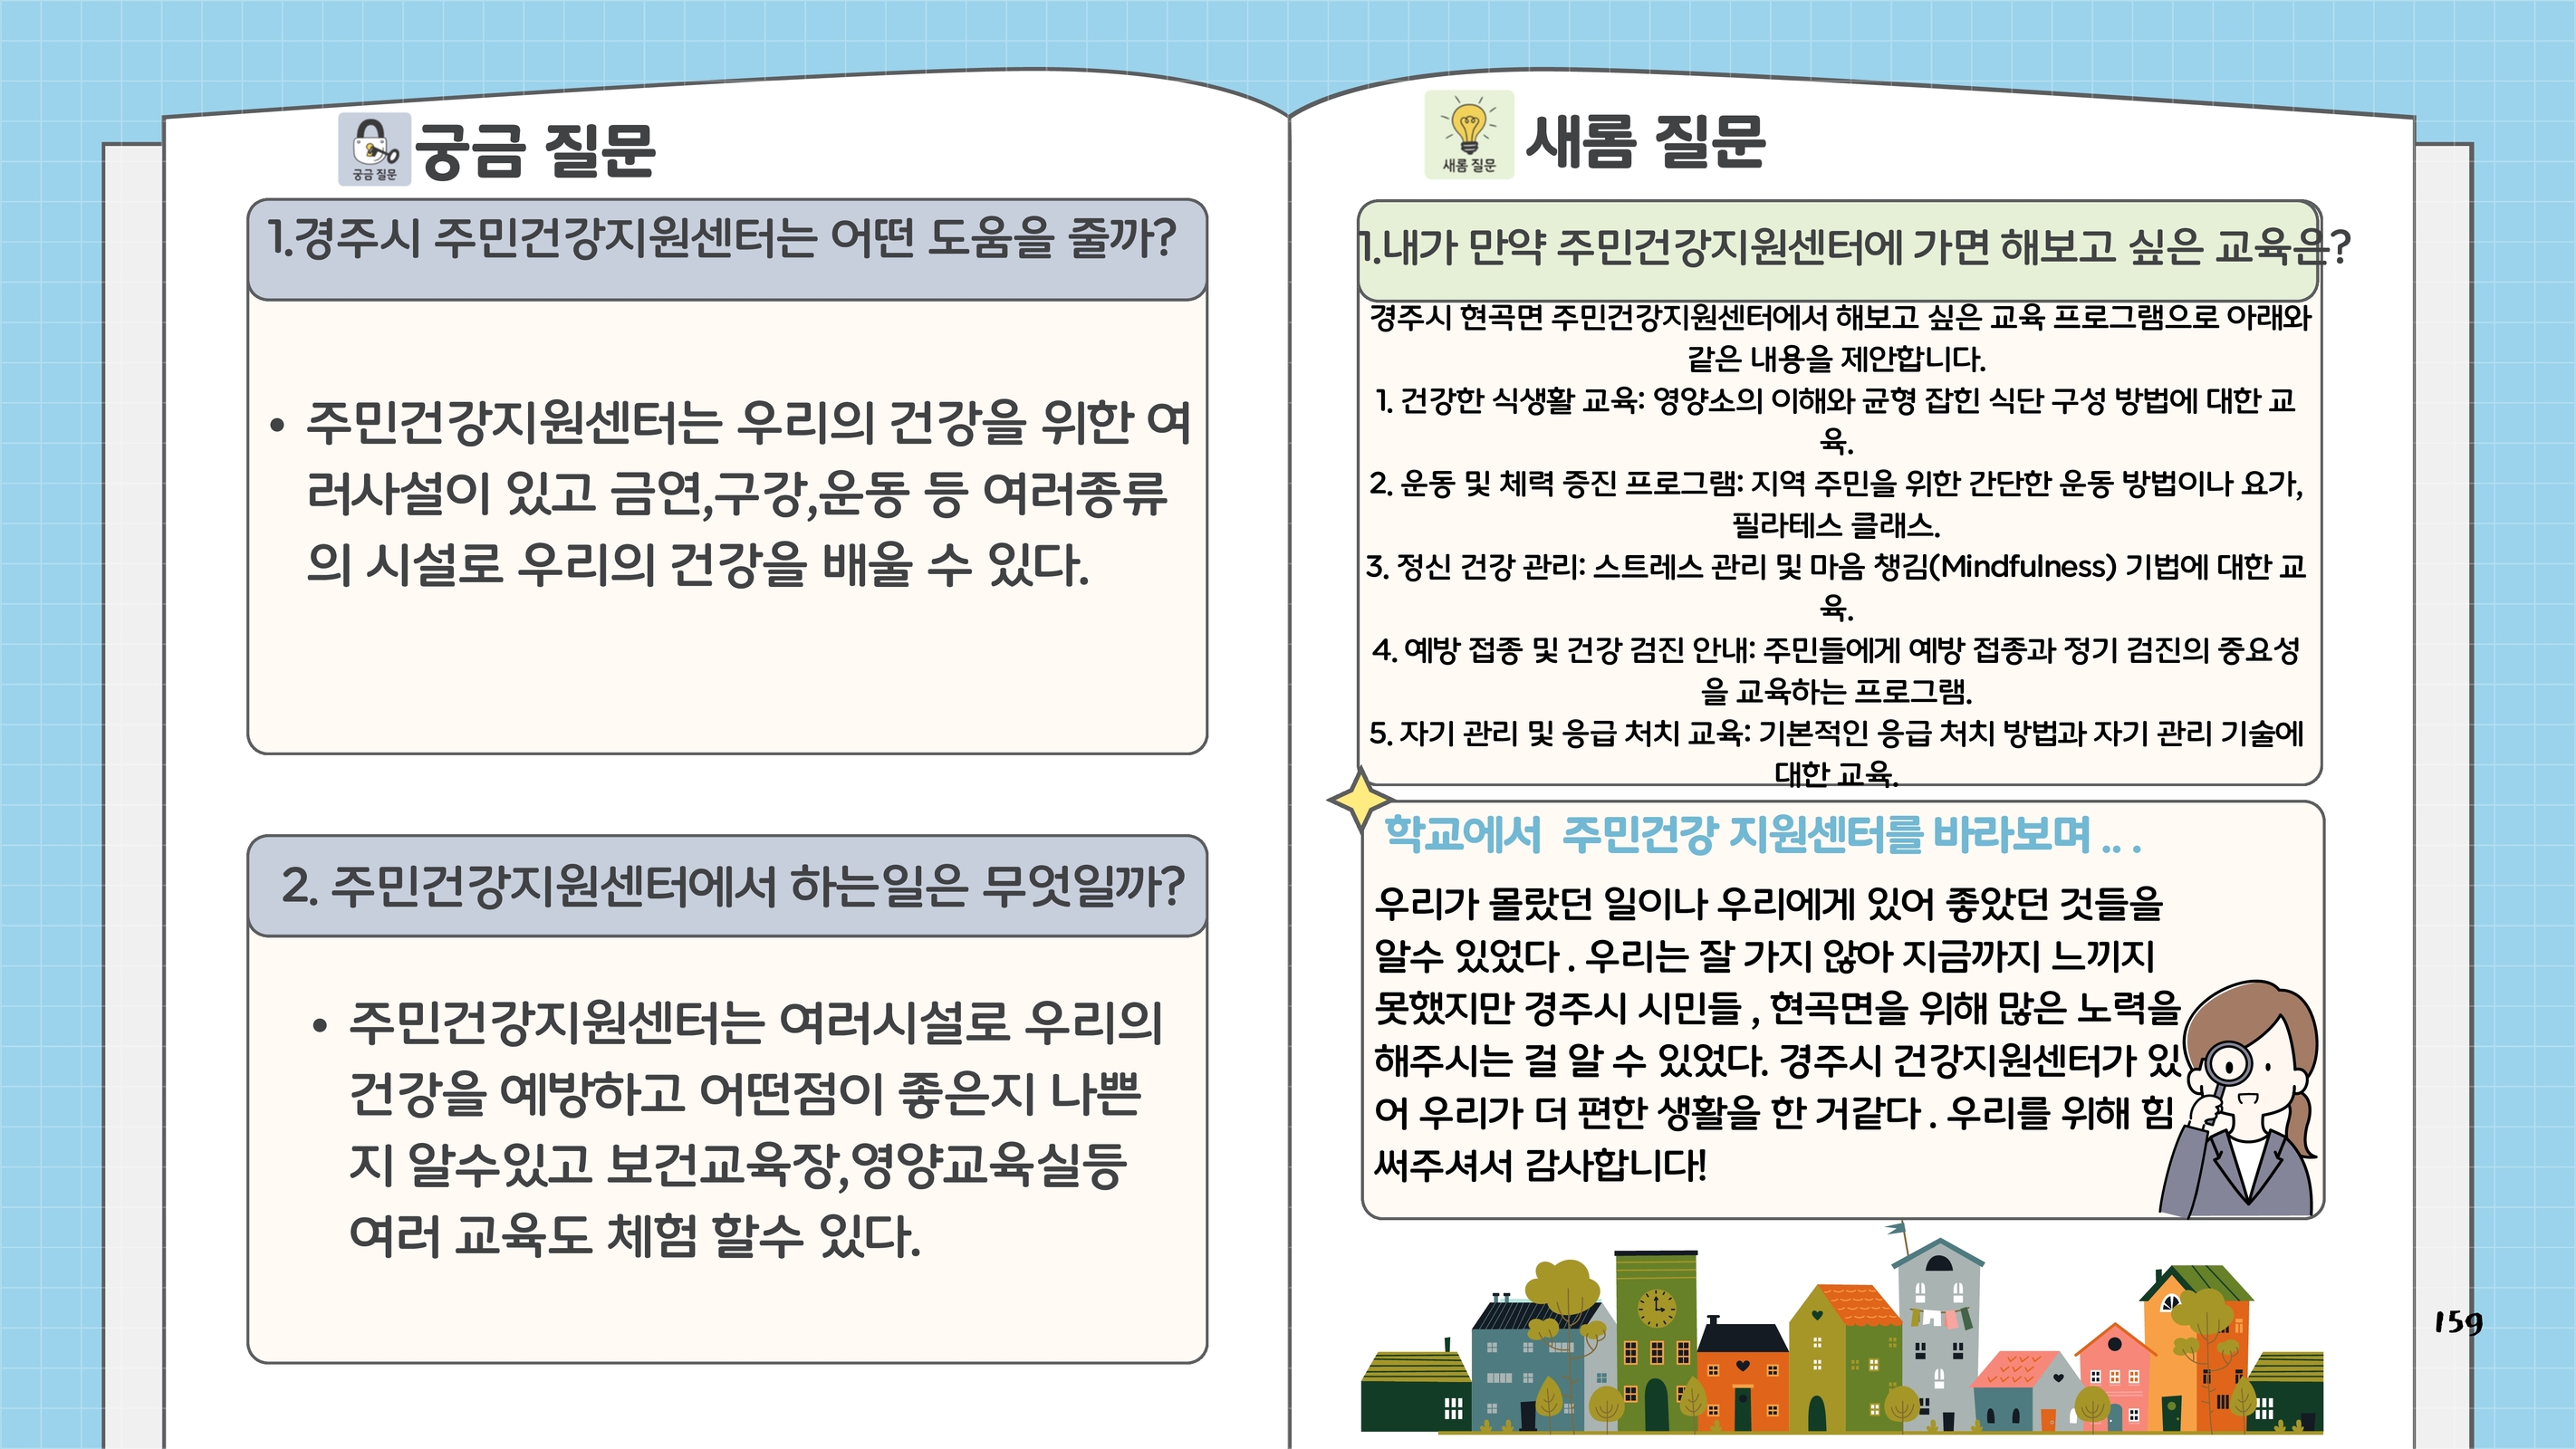 궁금 질문
궁금 질문
1.경주시 주민건강지원센터는 어떤 도움을 줄까?
• 주민건강지원센터는 우리의 건강을 위한 여
러사설이 있고 금연,구강,운동 등 여러종류
의 시설로 우리의 건강을 배울 수 있다.
2. 주민건강지원센터에서 하는일은 무엇일까?
• 주민건강지원센터는 여러시설로 우리의
건강을 예방하고 어떤점이 좋은지 나쁜
지 알수있고 보건교육장,영양교육실등
여러 교육도 체험 할수 있다.
새롬 질문
새롬 질문
1.내가 만약 주민건강지원센터에 가면 해보고 싶은 교육은?
경주시 현곡면 주민건강지원센터에서 해보고 싶은 교육 프로그램으로 아래와
같은 내용을 제안합니다.
1. 건강한 식생활 교육: 영양소의 이해와 균형 잡힌 식단 구성 방법에 대한 교
육.
2. 운동 및 체력 증진 프로그램: 지역 주민을 위한 간단한 운동 방법이나 요가,
필라테스 클래스.
3. 정신 건강 관리: 스트레스 관리 및 마음 챙김(Mindfulness) 기법에 대한 교
육.
4. 예방 접종 및 건강 검진 안내: 주민들에게 예방 접종과 정기 검진의 중요성
을 교육하는 프로그램.
5. 자기 관리 및 응급 처치 교육: 기본적인 응급 처치 방법과 자기 관리 기술에
대한 교육.
학교에서 주민건강 지원센터를 바라보며 .. .
우리가 몰랐던 일이나 우리에게 있어 좋았던 것들을
알수 있었다 . 우리는 잘 가지 않아 지금까지 느끼지
못했지만 경주시 시민들 , 현곡면을 위해 많은 노력을
해주시는 걸 알 수 있었다. 경주시 건강지원센터가 있
어 우리가 더 편한 생활을 한 거같다 . 우리를 위해 힘
써주셔서 감사합니다!
159